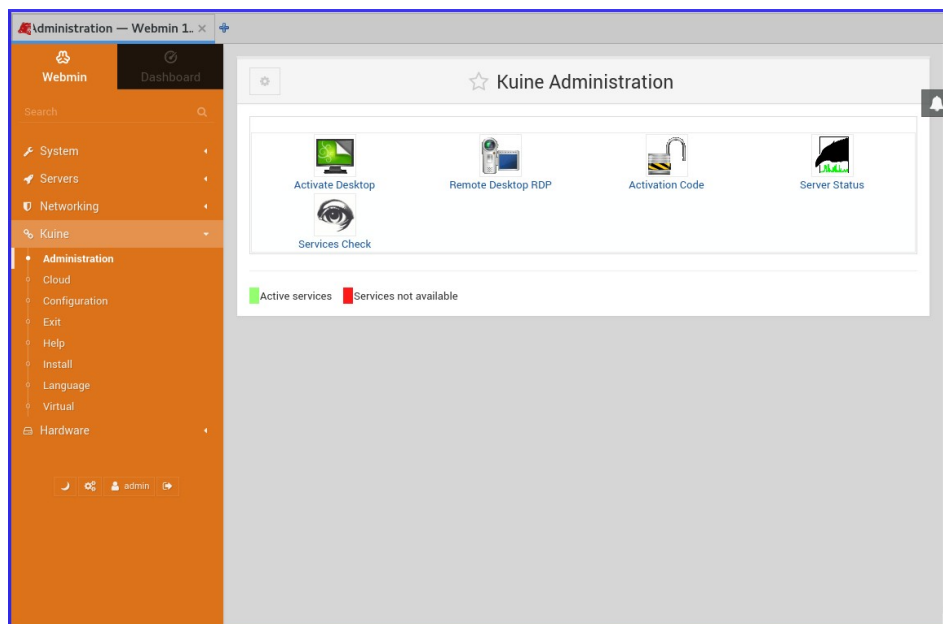 Administration — Webmin 1..
Webmin
Dashboard
Search
System
Servers
Networking
Kuine
Administration
Cloud
Configuration
Exit
Help
Install
Language
Virtual
Hardware
admin
Kuine Administration
Activate Desktop
Remote Desktop RDP
Activation Code
Server Status
Services Check
Active services
Services not available